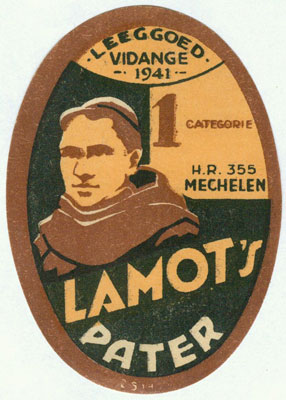 ·LEEGGOED·
VIDANGE
·1941·
1
CATEGORIE
H.R. 355
MECHELEN
LAMOT'S
PATER